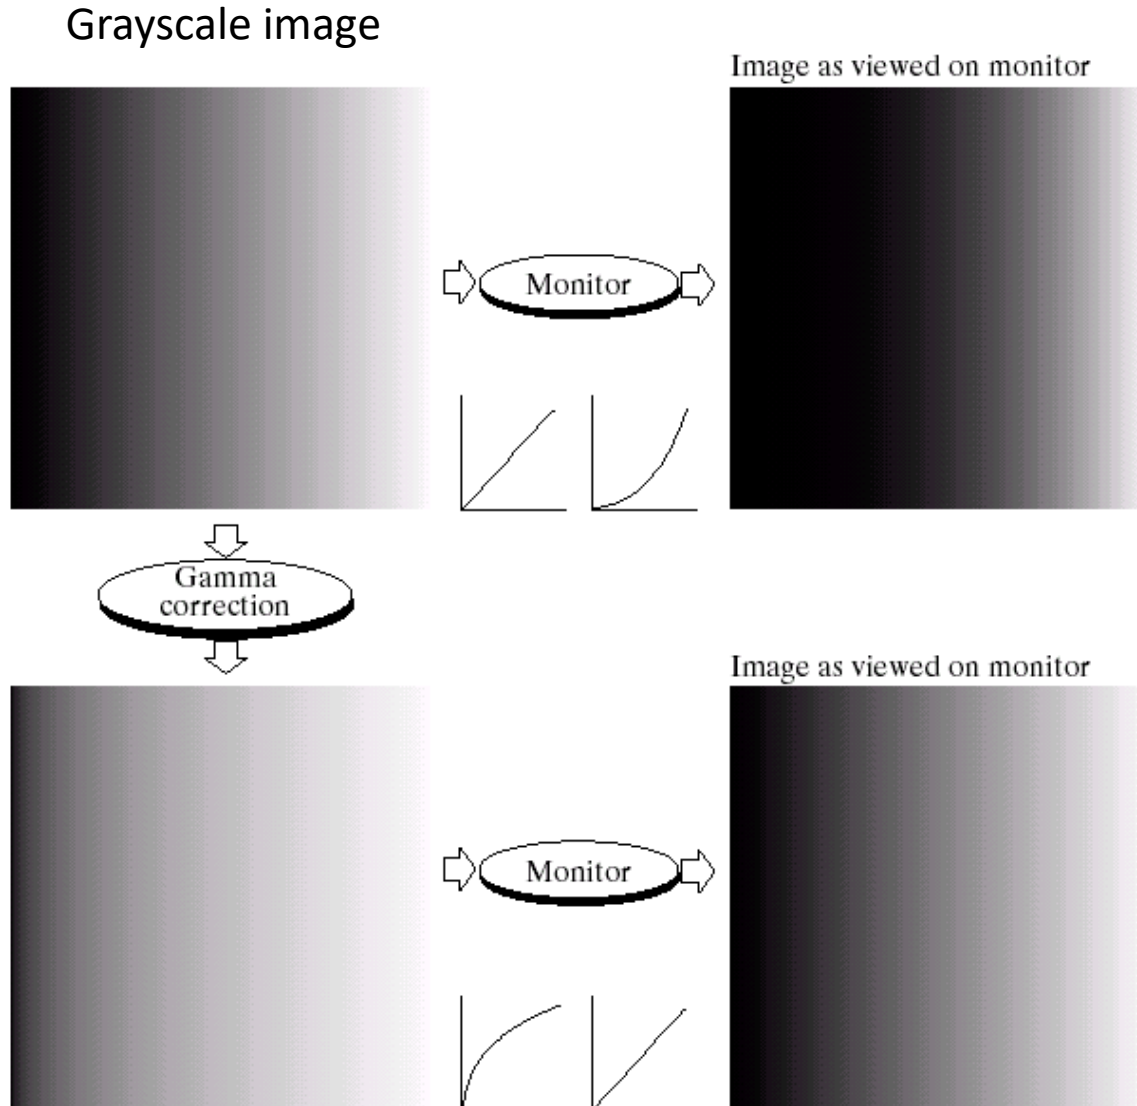 Grayscale image
Image as viewed on monitor
Monitor
Gamma
correction
Image as viewed on monitor
Monitor